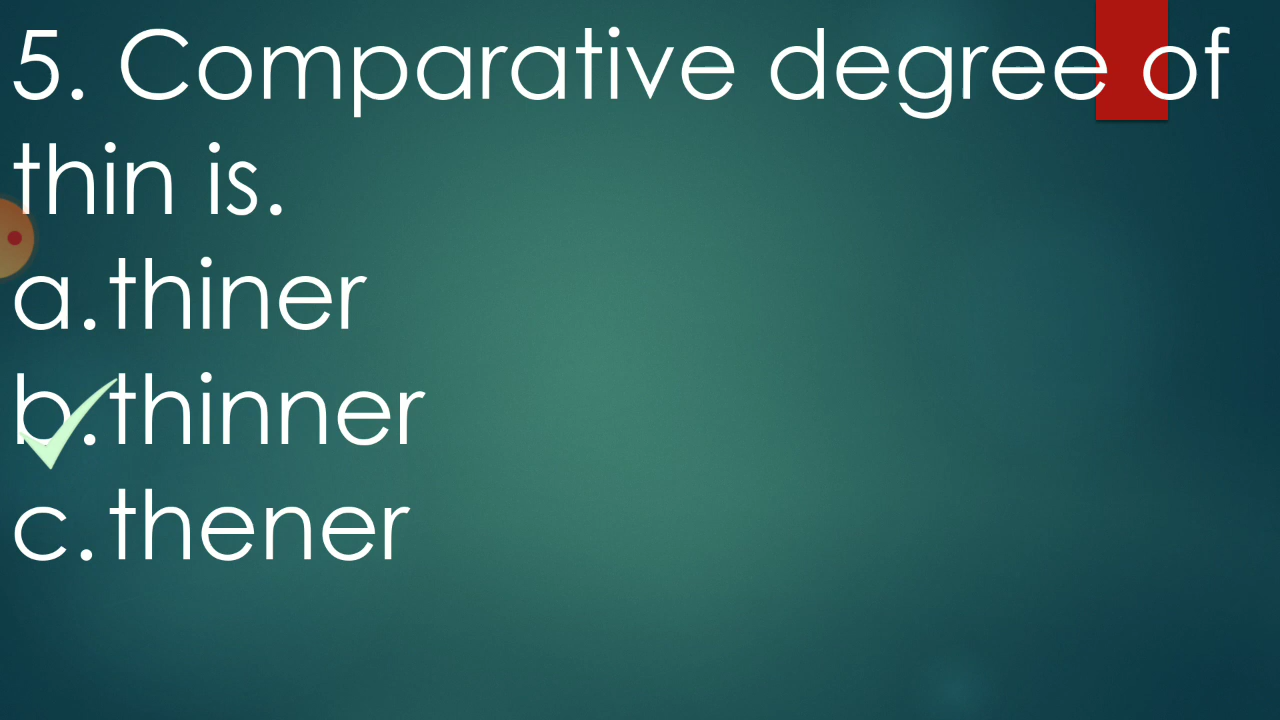 5. Comparative degree of
thin is.
a.thiner
b.thinner
c.thener